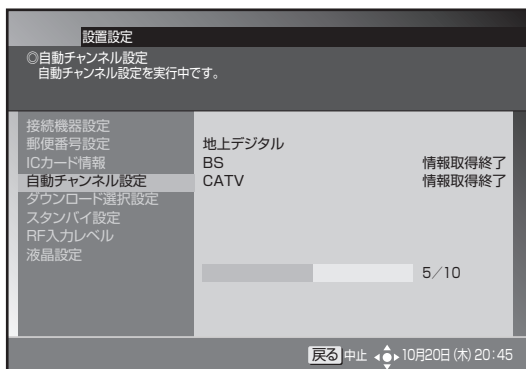 設置設定
◎自動チャンネル設定
自動チャンネル設定を実行中です。
接続機器設定
郵便番号設定
ICカード情報
自動チャンネル設定
ダウンロード選択設定
スタンバイ設定
RF入力レベル
液晶設定
地上デジタル
BS 情報取得終了
CATV 情報取得終了
5/10
戻る 中止 10月20日(木)20:45